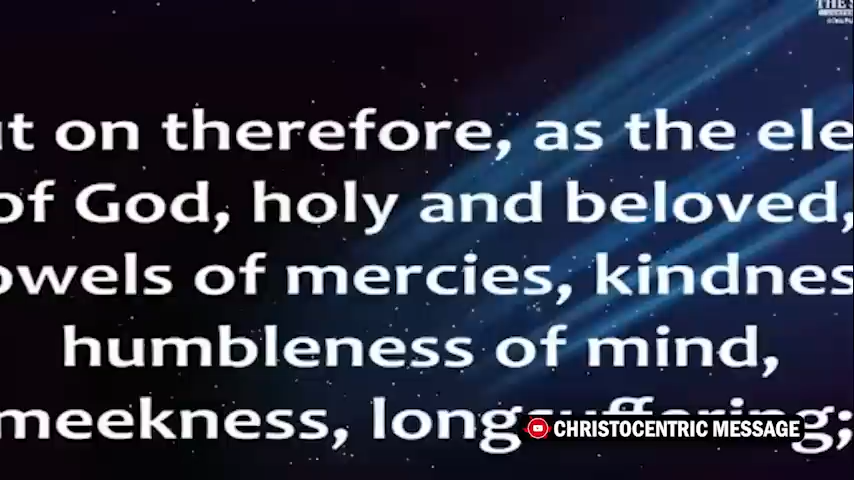 THE S
t on therefore, as the ele
of God, holy and beloved,
owels of mercies, kindnes
humbleness of mind,
meekness, longsuffering;
CHRISTOCENTRIC MESSAGE